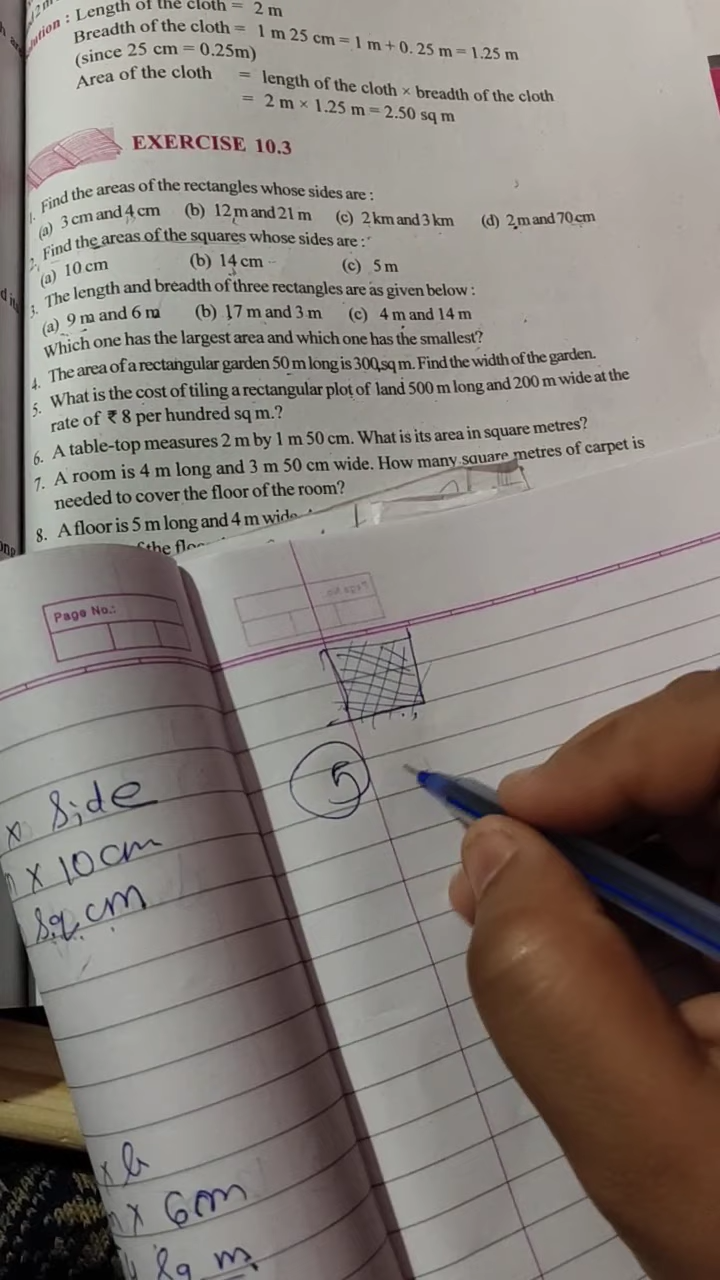 Length of the cloth = 2 m
Breadth of the cloth = 1 m 25 cm = 1 m + 0. 25 m = 1.25 m
(since 25 cm = 0.25m)
Area of the cloth = length of the cloth × breadth of the cloth
= 2 m × 1.25 m = 2.50 sq m
EXERCISE 10.3
1. Find the areas of the rectangles whose sides are :
(a) 3 cm and 4 cm (b) 12 m and 21 m (c) 2 km and 3 km (d) 2 m and 70 cm
2. Find the areas of the squares whose sides are :
(a) 10 cm (b) 14 cm (c) 5 m
3. The length and breadth of three rectangles are as given below :
(a) 9 m and 6 m (b) 17 m and 3 m (c) 4 m and 14 m
Which one has the largest area and which one has the smallest?
4. The area of a rectangular garden 50 m long is 300 sq m. Find the width of the garden.
5. What is the cost of tiling a rectangular plot of land 500 m long and 200 m wide at the
rate of ₹ 8 per hundred sq m.?
6. A table-top measures 2 m by 1 m 50 cm. What is its area in square metres?
7. A room is 4 m long and 3 m 50 cm wide. How many square metres of carpet is
needed to cover the floor of the room?
8. A floor is 5 m long and 4 m wide
the
Page No.:
5
× Side
× 10 cm
Sq cm
× b
× 6m
Sq m